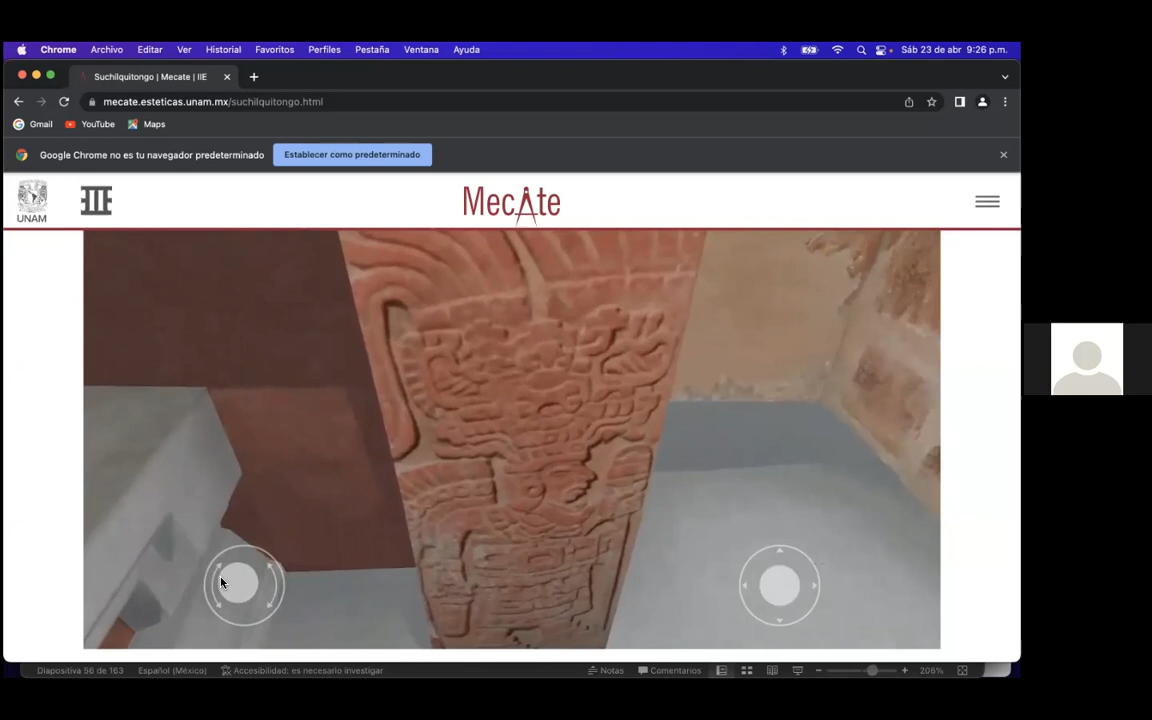 Chrome Archivo Editar Ver Historial Favoritos Perfiles Pestaña Ventana Ayuda Sáb 23 de abr 9:26 p.m.
Suchilquitongo | Mecate | IIE
mecate.esteticas.unam.mx/suchilquitongo.html
Gmail YouTube Maps
Google Chrome no es tu navegador predeterminado Establecer como predeterminado
UNAM
MecAte
Diapositiva 56 de 163 Español (México) Accesibilidad: es necesario investigar Notas Comentarios 206%